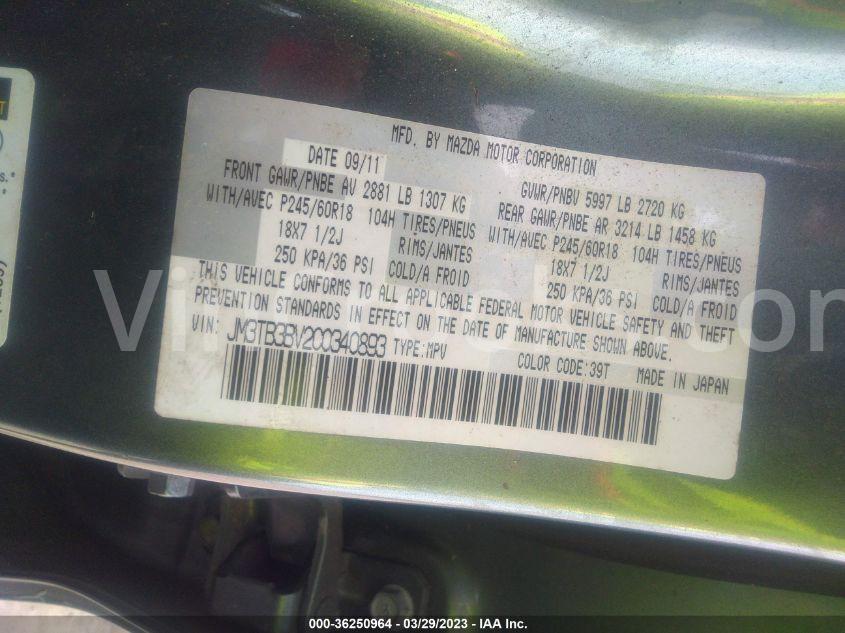 MFD. BY MAZDA MOTOR CORPORATION
DATE 09/11 GVWR/PNBV 5997 LB 2720 KG
FRONT GAWR/PNBE AV 2881 LB 1307 KG REAR GAWR/PNBE AR 3214 LB 1458 KG
WITH/AVEC P245/60R18 104H TIRES/PNEUS WITH/AVEC P245/60R18 104H TIRES/PNEUS
18X7 1/2J RIMS/JANTES 18X7 1/2J RIMS/JANTES
250 KPA/36 PSI COLD/A FROID 250 KPA/36 PSI COLD/A FROID
THIS VEHICLE CONFORMS TO ALL APPLICABLE FEDERAL MOTOR VEHICLE SAFETY AND THEFT
PREVENTION STANDARDS IN EFFECT ON THE DATE OF MANUFACTURE SHOWN ABOVE.
VIN: JM3TB3BV200340893 TYPE:MPV COLOR CODE:39T MADE IN JAPAN
000-36250964 / 03/29/2023 / IAA Inc.